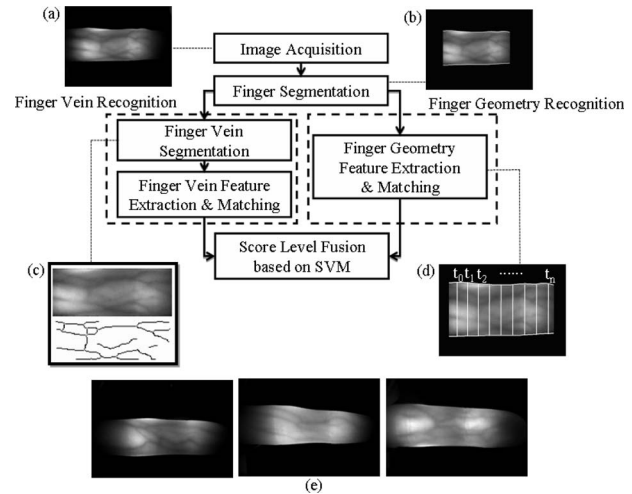 (a)
(b)
Image Acquisition
Finger Segmentation
Finger Vein Recognition
Finger Geometry Recognition
Finger Vein
Segmentation
Finger Vein Feature
Extraction & Matching
Finger Geometry
Feature Extraction
& Matching
Score Level Fusion
based on SVM
(c)
(d)
t0 t1 t2 ...... tn
(e)